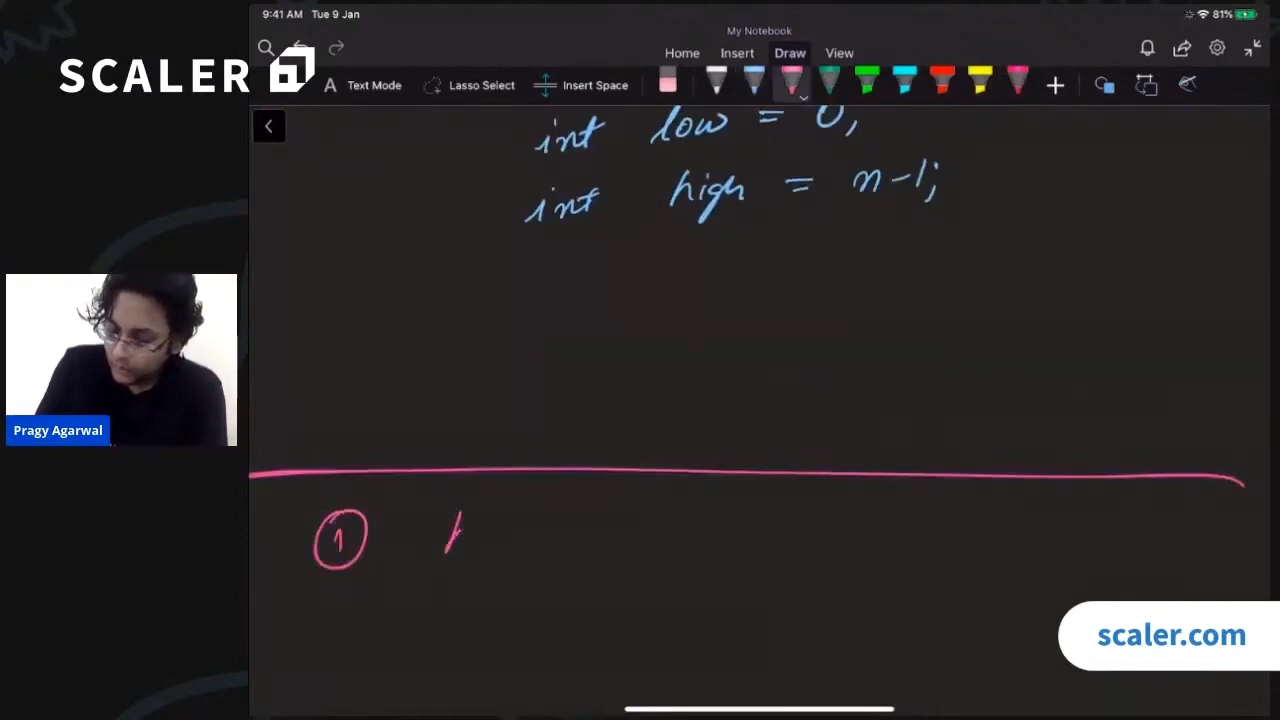 9:41 AM Tue 9 Jan
81%
My Notebook
Home Insert Draw View
SCALER
A Text Mode Lasso Select Insert Space
int low = 0,
int high = n-1;
Pragy Agarwal
1
scaler.com